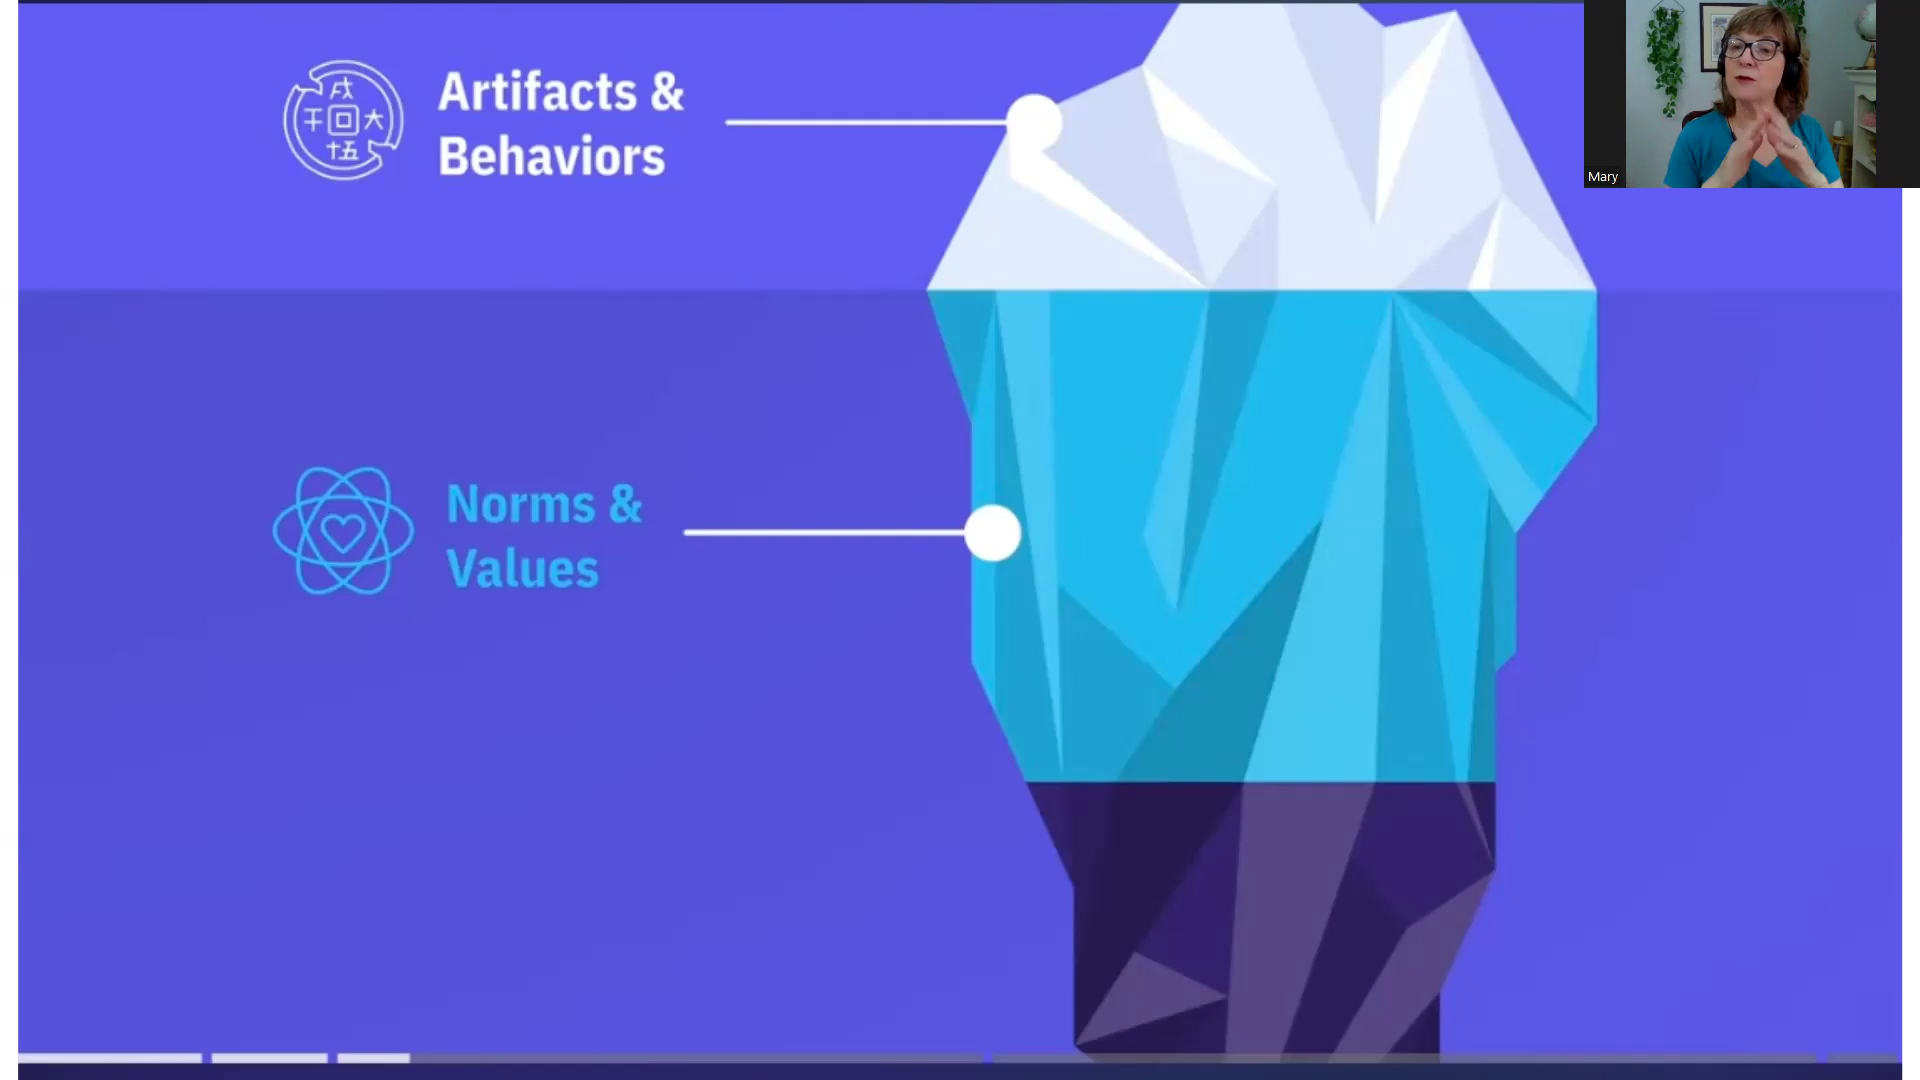 Artifacts &
Behaviors
Norms &
Values
Mary